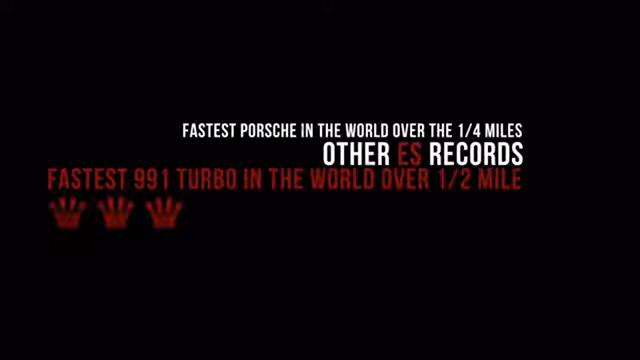 FASTEST PORSCHE IN THE WORLD OVER THE 1/4 MILES
OTHER ES RECORDS
FASTEST 991 TURBO IN THE WORLD OVER 1/2 MILE